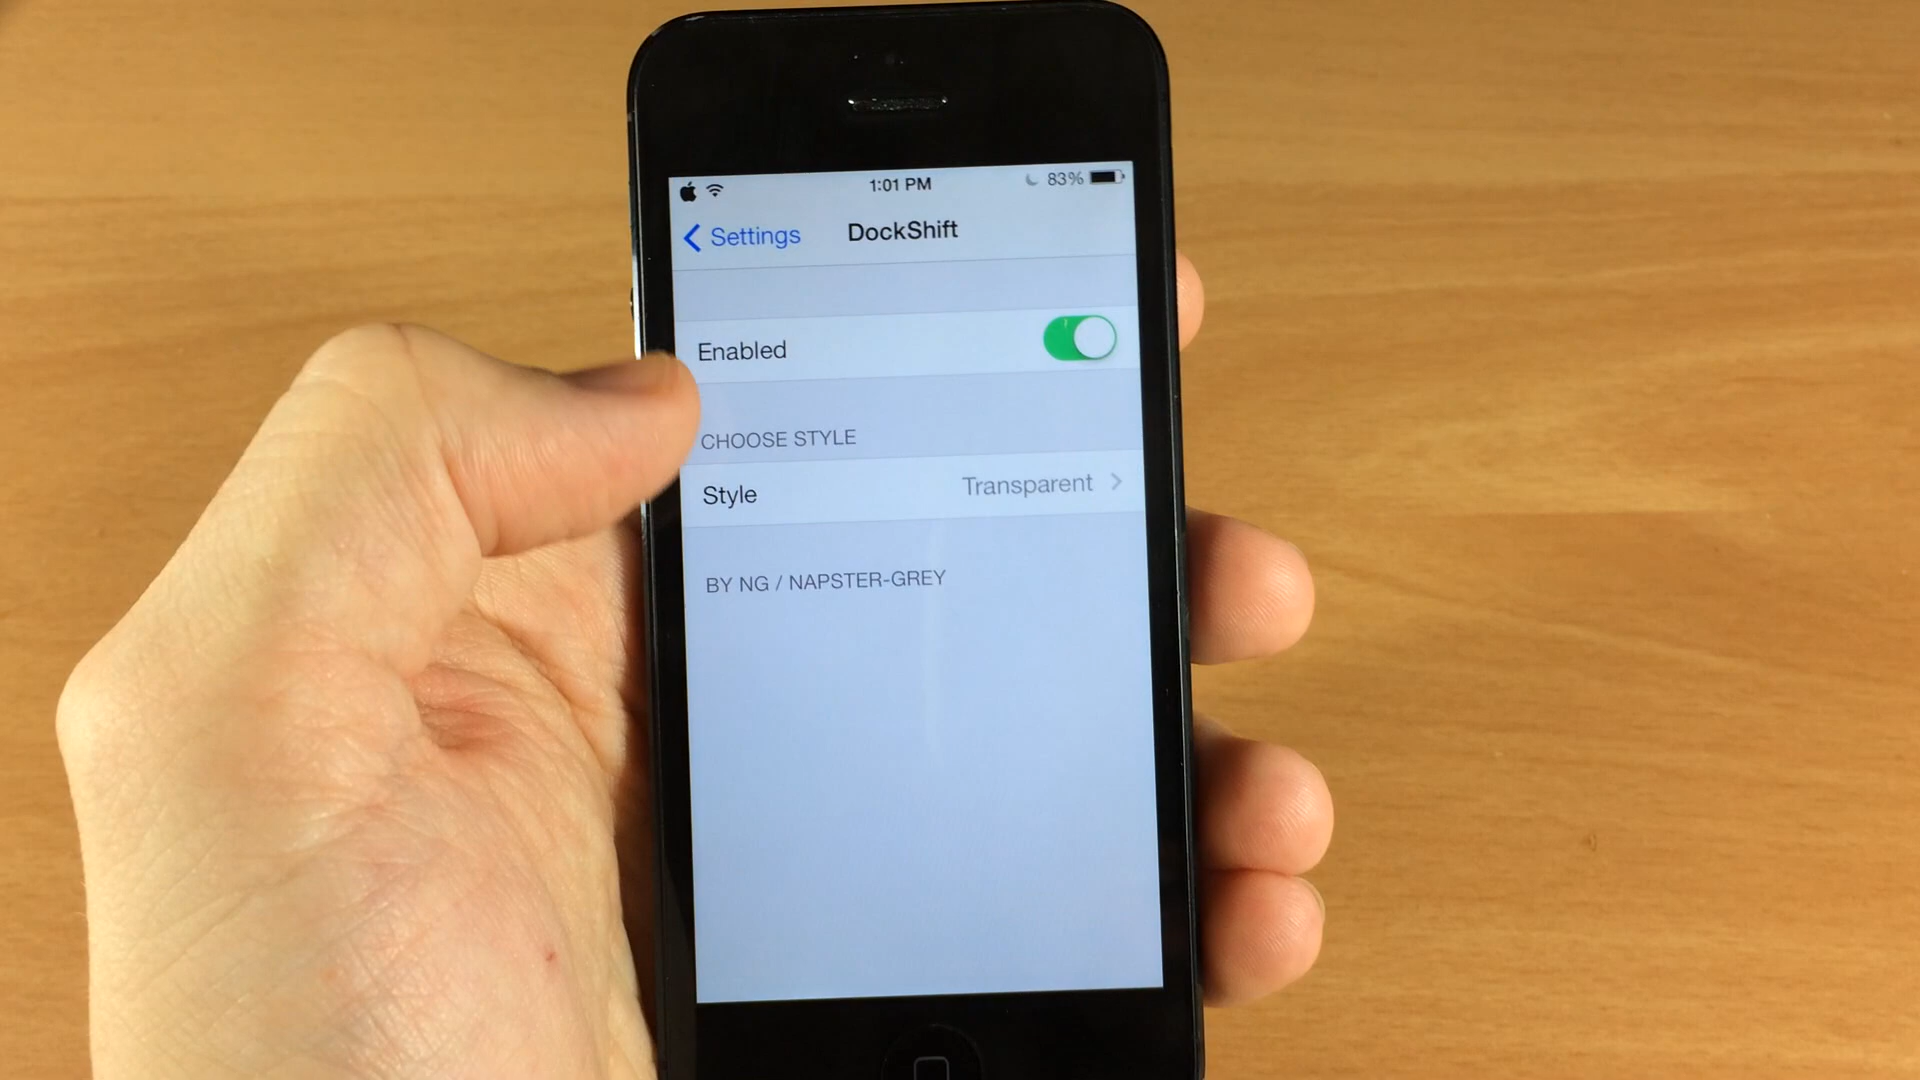 1:01 PM 83%
Settings DockShift
Enabled
CHOOSE STYLE
Style Transparent
BY NG / NAPSTER-GREY